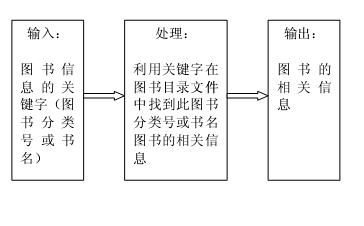 输入：
图书信
息的关
键字（图
书分类
号或书
名）
处理：
利用关键字在
图书目录文件
中找到此图书
分类号或书名
图书的相关信
息
输出：
图书的
相关信
息